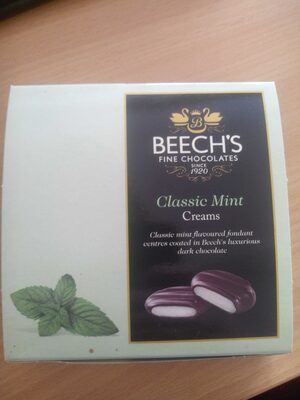 B
BEECH'S
FINE CHOCOLATES
SINCE
1920
Classic Mint
Creams
Classic mint flavoured fondant
centres coated in Beech's luxurious
dark chocolate